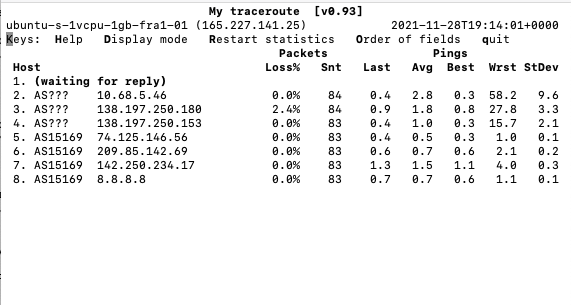 My traceroute  [v0.93]
ubuntu-s-1vcpu-1gb-fra1-01 (165.227.141.25)                2021-11-28T19:14:01+0000
Keys:  Help   Display mode   Restart statistics   Order of fields   quit
                                        Packets               Pings
 Host                                 Loss%   Snt   Last   Avg  Best  Wrst StDev
 1. (waiting for reply)
 2. AS???    10.68.5.46                0.0%    84    0.4   2.8   0.3  58.2   9.6
 3. AS???    138.197.250.180           2.4%    84    0.9   1.8   0.8  27.8   3.3
 4. AS???    138.197.250.153           0.0%    83    0.4   1.0   0.3  15.7   2.1
 5. AS15169  74.125.146.56             0.0%    83    0.4   0.5   0.3   1.0   0.1
 6. AS15169  209.85.142.69             0.0%    83    0.6   0.7   0.6   2.1   0.2
 7. AS15169  142.250.234.17            0.0%    83    1.3   1.5   1.1   4.0   0.3
 8. AS15169  8.8.8.8                   0.0%    83    0.7   0.7   0.6   1.1   0.1